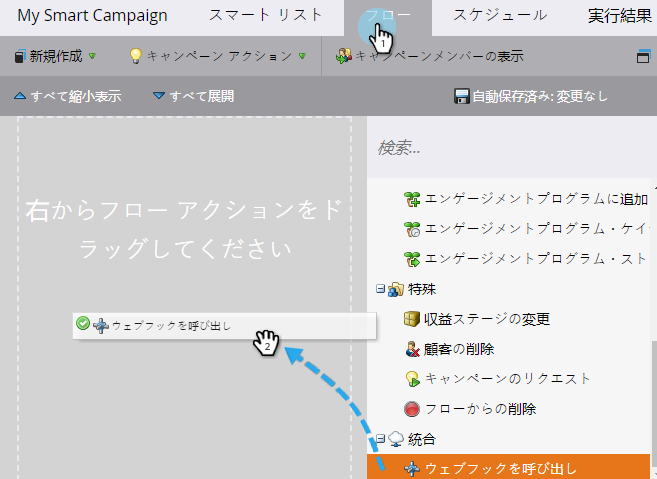 My Smart Campaign スマート リスト フロー スケジュール 実行結果
新規作成 キャンペーン アクション キャンペーンメンバーの表示
すべて縮小表示 すべて展開 自動保存済み: 変更なし
検索...
右からフロー アクションをド
ラッグしてください
エンゲージメントプログラムに追加
エンゲージメントプログラム・ケイ
エンゲージメントプログラム・スト
特殊
収益ステージの変更
ウェブフックを呼び出し
顧客の削除
キャンペーンのリクエスト
フローからの削除
統合
ウェブフックを呼び出し
1
2